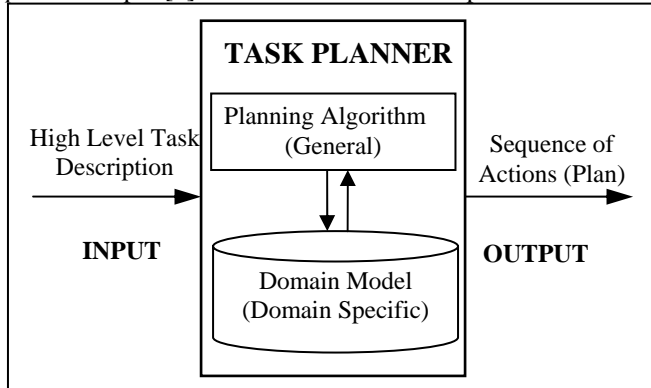 TASK PLANNER
Planning Algorithm
(General)
High Level Task
Description
Sequence of
Actions (Plan)
INPUT
OUTPUT
Domain Model
(Domain Specific)